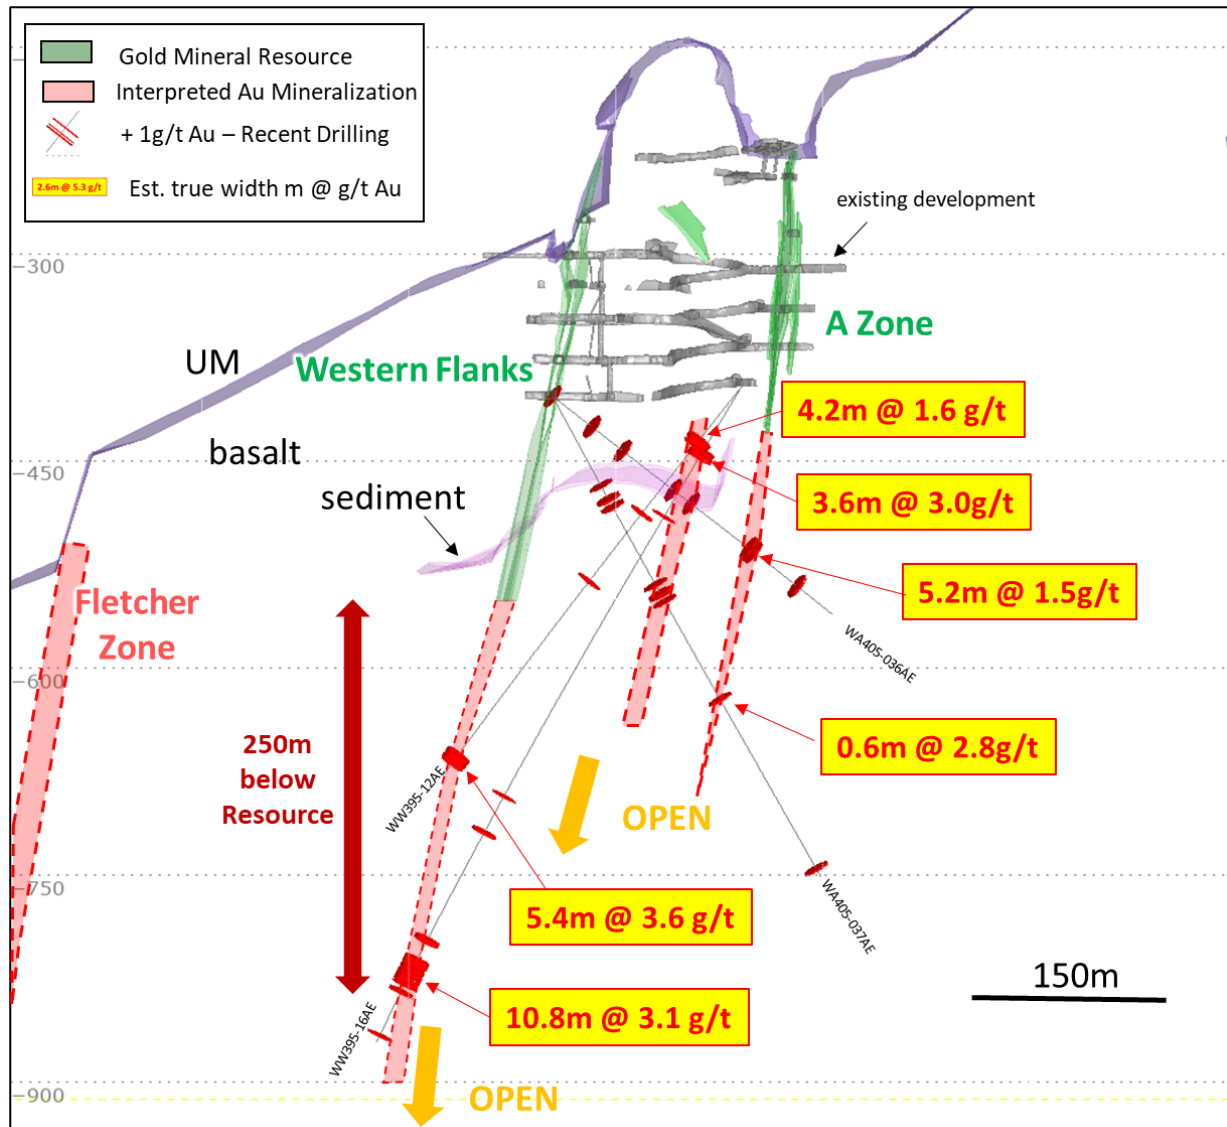 Gold Mineral Resource
Interpreted Au Mineralization
+ 1g/t Au – Recent Drilling
2.6m @ 5.3 g/t
Est. true width m @ g/t Au
existing development
−300
A Zone
UM
Western Flanks
4.2m @ 1.6 g/t
basalt
−450
sediment
3.6m @ 3.0g/t
5.2m @ 1.5g/t
Fletcher
Zone
WA405-036AE
−600
0.6m @ 2.8g/t
250m
below
Resource
WW395-12AE
OPEN
−750
5.4m @ 3.6 g/t
WA405-037AE
150m
10.8m @ 3.1 g/t
WW395-16AE
−900
OPEN